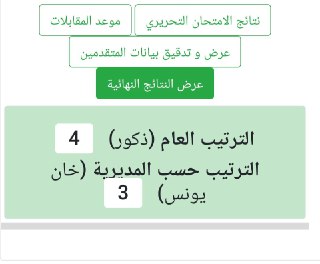 نتائج الامتحان التحريري
موعد المقابلات
عرض و تدقيق بيانات المتقدمين
عرض النتائج النهائية
الترتيب العام (ذكور) 4
الترتيب حسب المديرية (خان
يونس) 3